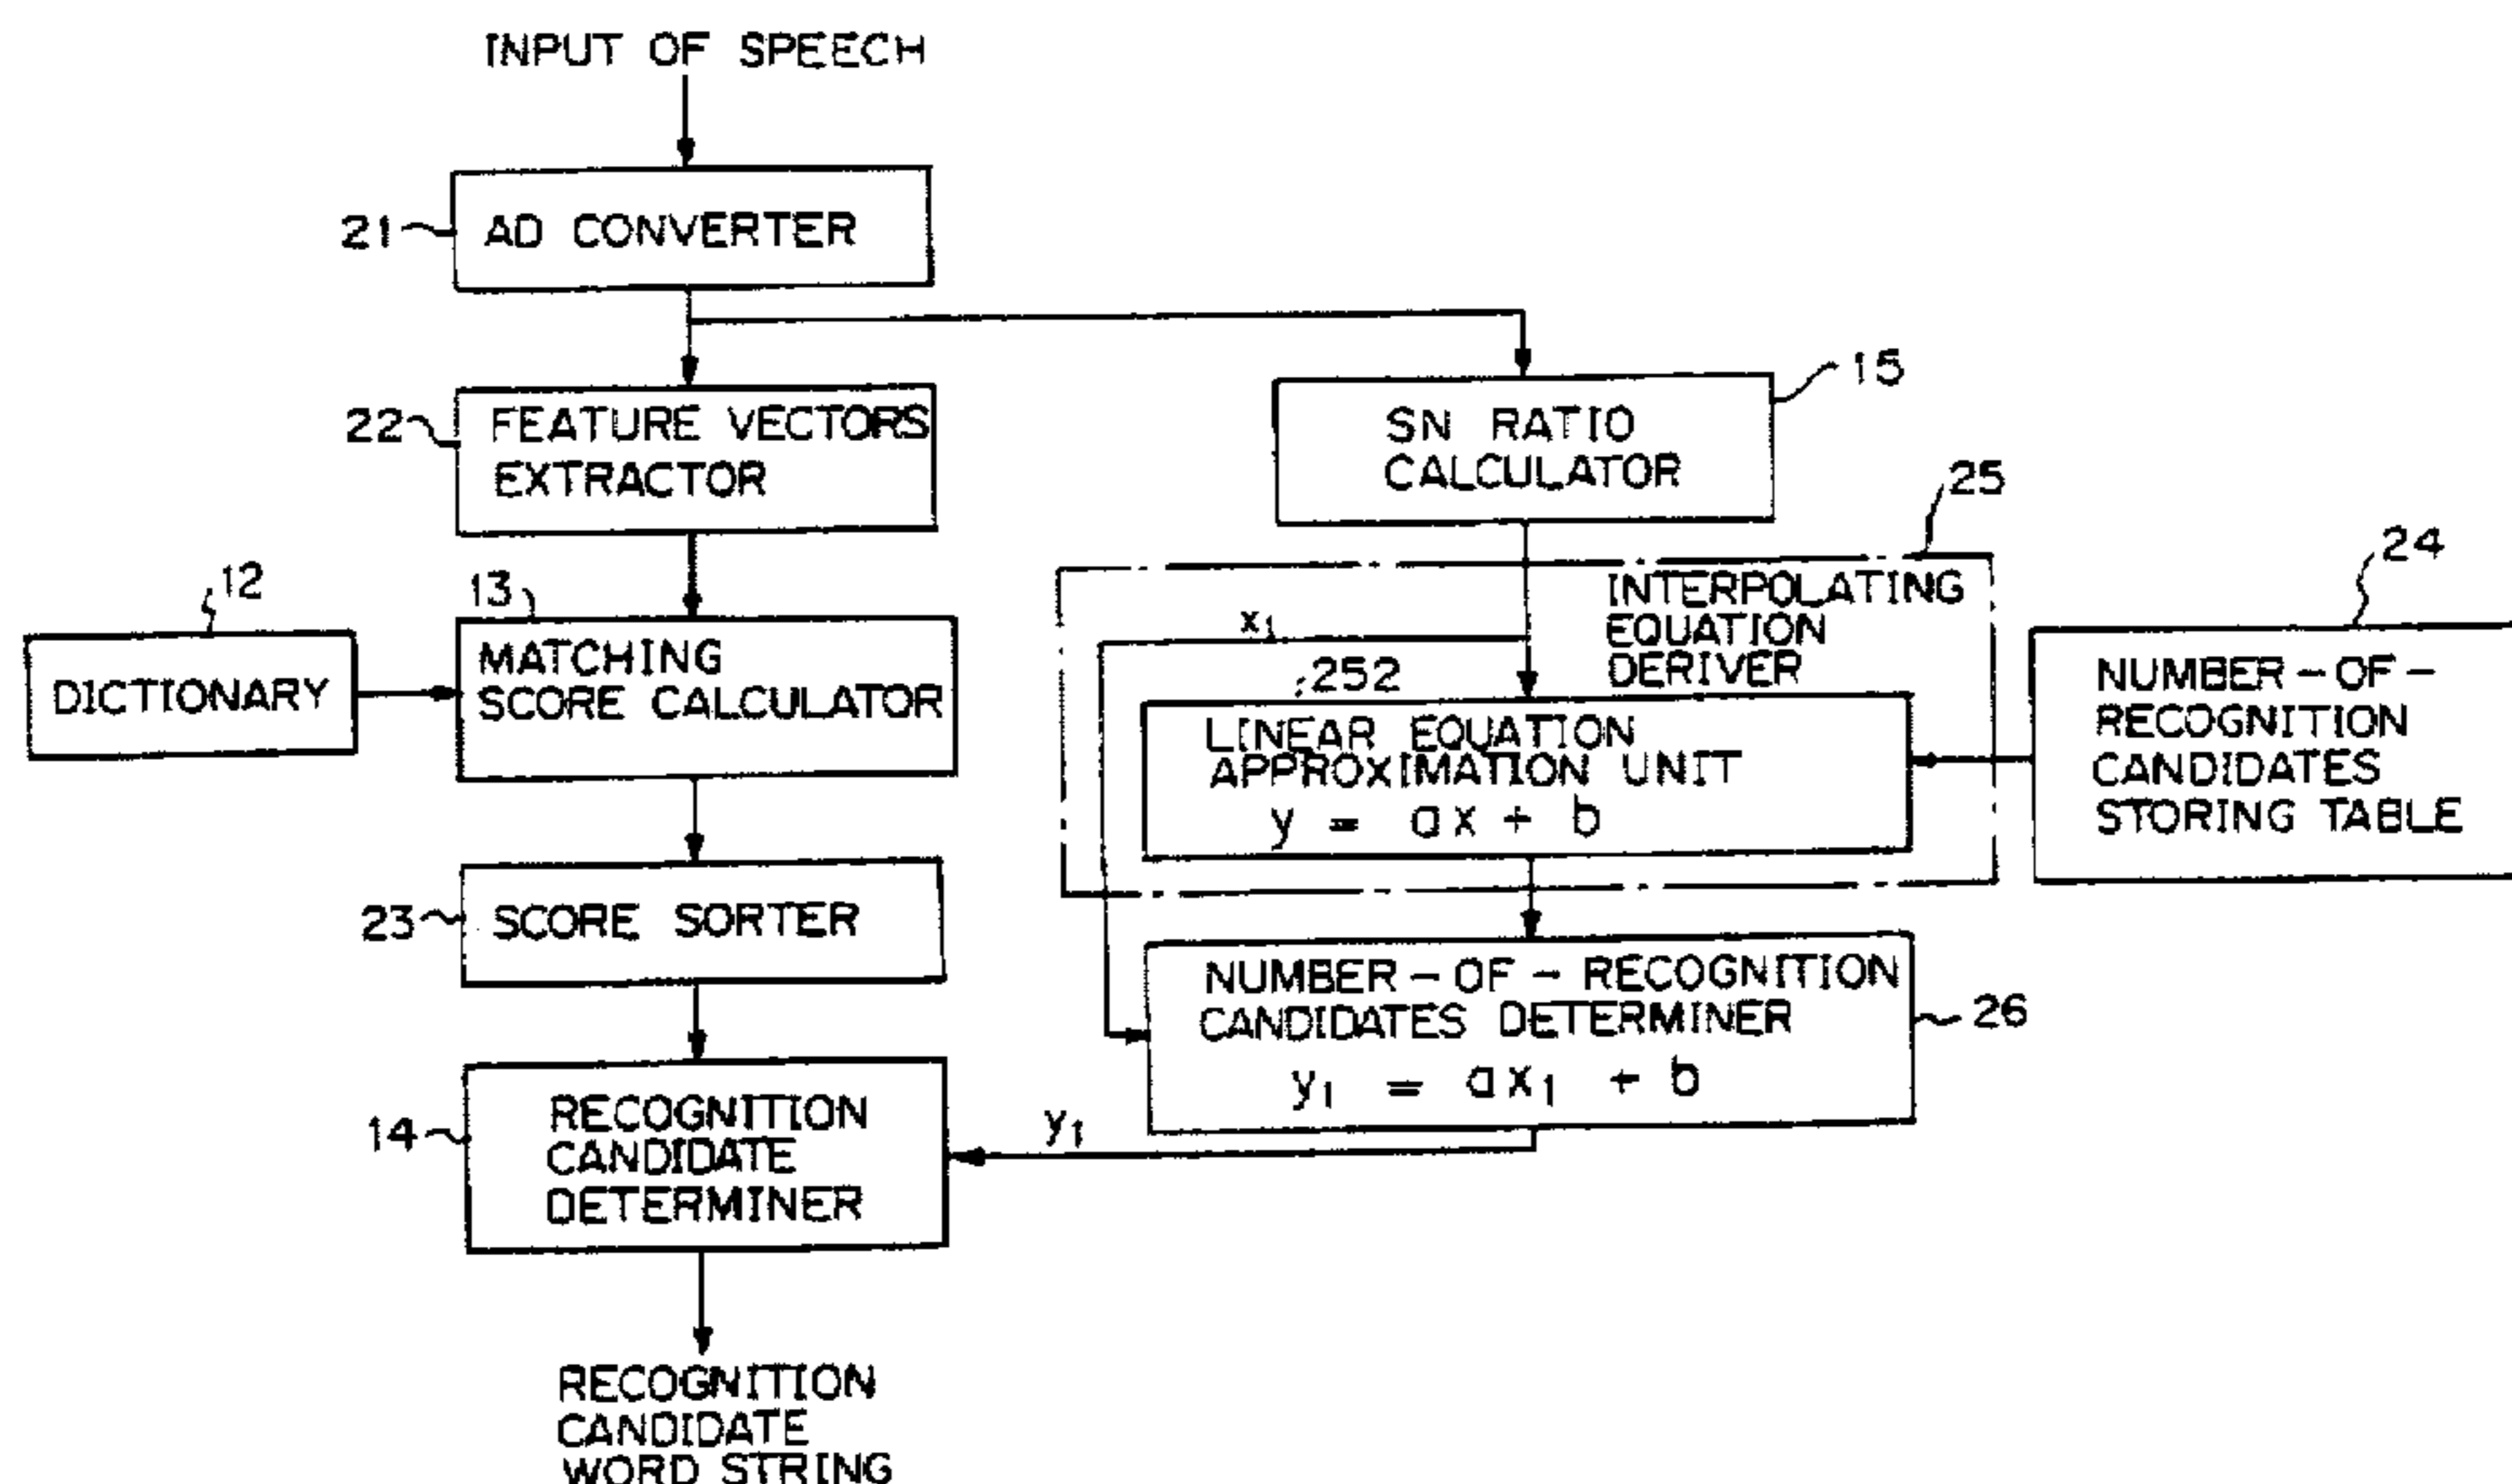 INPUT OF SPEECH
21
AD CONVERTER
22
FEATURE VECTORS
EXTRACTOR
15
SN RATIO
CALCULATOR
25
24
12
DICTIONARY
13
MATCHING
SCORE CALCULATOR
x1
INTERPOLATING
EQUATION
DERIVER
252
LINEAR EQUATION
APPROXIMATION UNIT
y = ax + b
NUMBER-OF-
RECOGNITION
CANDIDATES
STORING TABLE
23
SCORE SORTER
NUMBER-OF-RECOGNITION
CANDIDATES DETERMINER
y1 = ax1 + b
26
14
RECOGNITION
CANDIDATE
DETERMINER
y1
RECOGNITION
CANDIDATE
WORD STRING